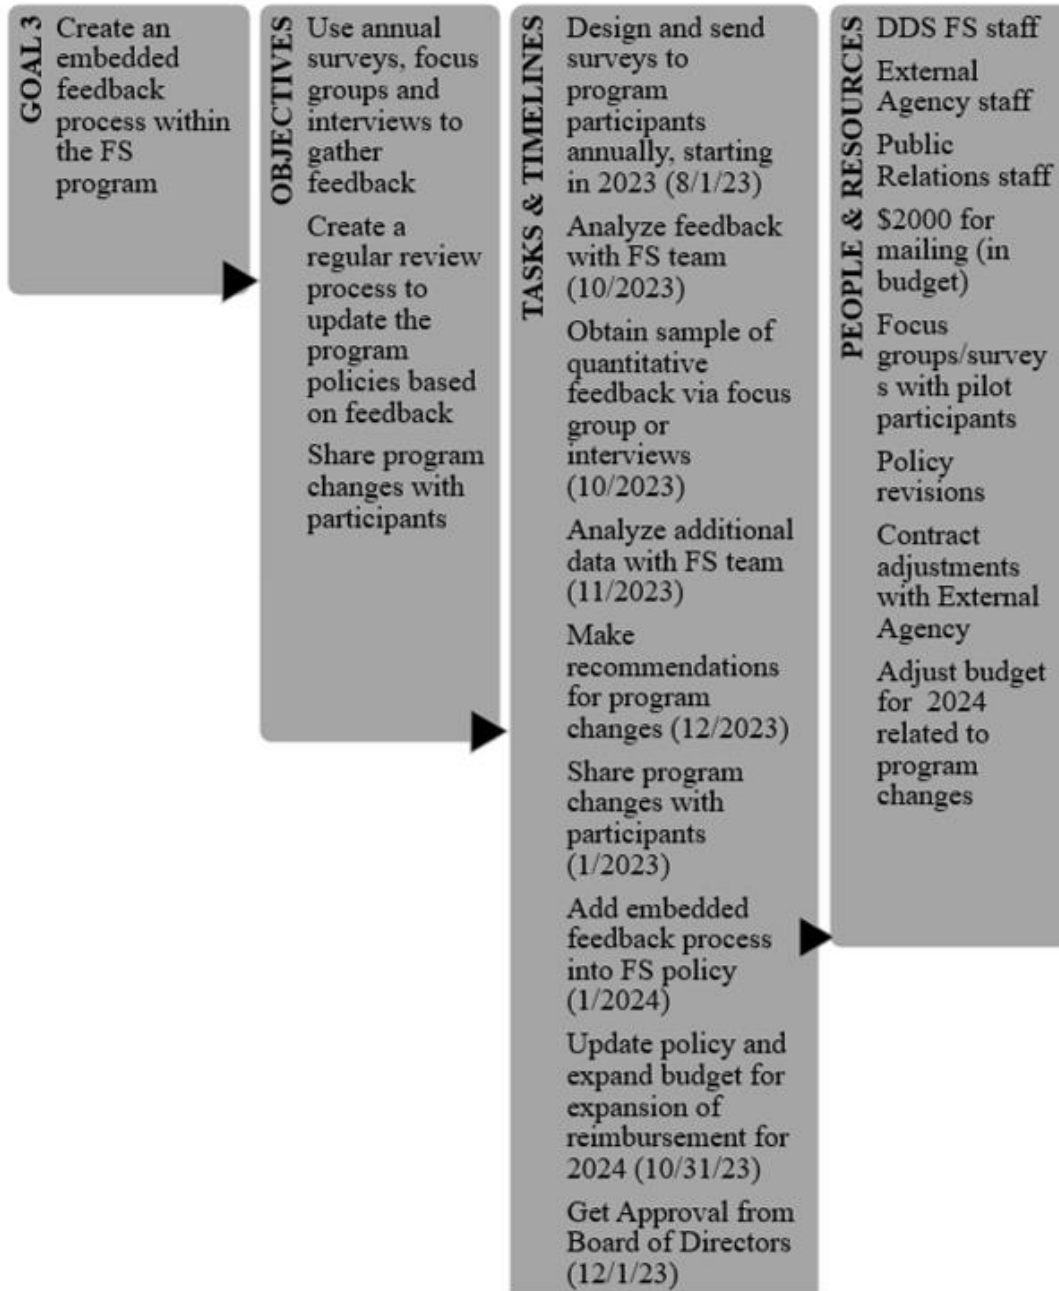 GOAL 3
Create an
embedded
feedback
process within
the FS
program
OBJECTIVES
Use annual
surveys, focus
groups and
interviews to
gather
feedback
Create a
regular review
process to
update the
program
policies based
on feedback
Share program
changes with
participants
TASKS & TIMELINES
Design and send
surveys to
program
participants
annually, starting
in 2023 (8/1/23)
Analyze feedback
with FS team
(10/2023)
Obtain sample of
quantitative
feedback via focus
group or
interviews
(10/2023)
Analyze additional
data with FS team
(11/2023)
Make
recommendations
for program
changes (12/2023)
Share program
changes with
participants
(1/2023)
Add embedded
feedback process
into FS policy
(1/2024)
Update policy and
expand budget for
expansion of
reimbursement for
2024 (10/31/23)
Get Approval from
Board of Directors
(12/1/23)
PEOPLE & RESOURCES
DDS FS staff
External
Agency staff
Public
Relations staff
$2000 for
mailing (in
budget)
Focus
groups/survey
s with pilot
participants
Policy
revisions
Contract
adjustments
with External
Agency
Adjust budget
for 2024
related to
program
changes